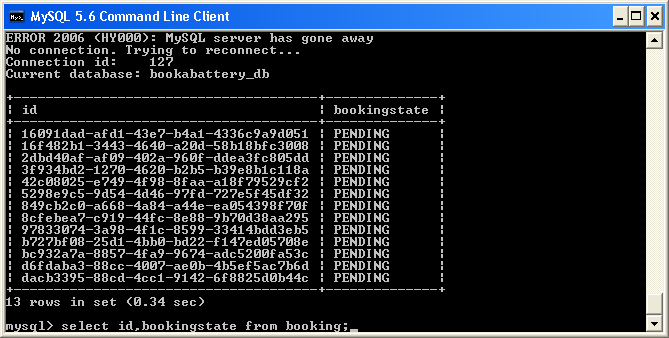 MySQL 5.6 Command Line Client
ERROR 2006 (HY000): MySQL server has gone away
No connection. Trying to reconnect...
Connection id:    127
Current database: bookabattery_db
+--------------------------------------+--------------+
| id                                   | bookingstate |
+--------------------------------------+--------------+
| 16091dad-afd1-43e7-b4a1-4336c9a9d051 | PENDING      |
| 16f482b1-3443-4640-a20d-58b18bfc3008 | PENDING      |
| 2dbd40af-af09-402a-960f-ddea3fc805dd | PENDING      |
| 3f934bd2-1270-4620-b2b5-b39e8b1c118a | PENDING      |
| 42c08025-e749-4f98-8faa-a18f79529cf2 | PENDING      |
| 5298e9c5-9d54-4d46-97fd-727e5f45df32 | PENDING      |
| 849cb2c0-a668-4a84-a44e-ea054398f70f | PENDING      |
| 8cfebea7-c919-44fc-8e88-9b70d38aa295 | PENDING      |
| 97833074-3a98-4f1c-8599-33414bdd3eb5 | PENDING      |
| b727bf08-25d1-4bb0-bd22-f147ed05708e | PENDING      |
| bc932a7a-8857-4fa9-9674-adc5200fa53c | PENDING      |
| d6fdaba3-88cc-4007-ae0b-4b5ef5ac7b6d | PENDING      |
| dacb3395-88cd-4cc1-9142-6f8825d0b44c | PENDING      |
+--------------------------------------+--------------+
13 rows in set (0.34 sec)
mysql> select id,bookingstate from booking;_